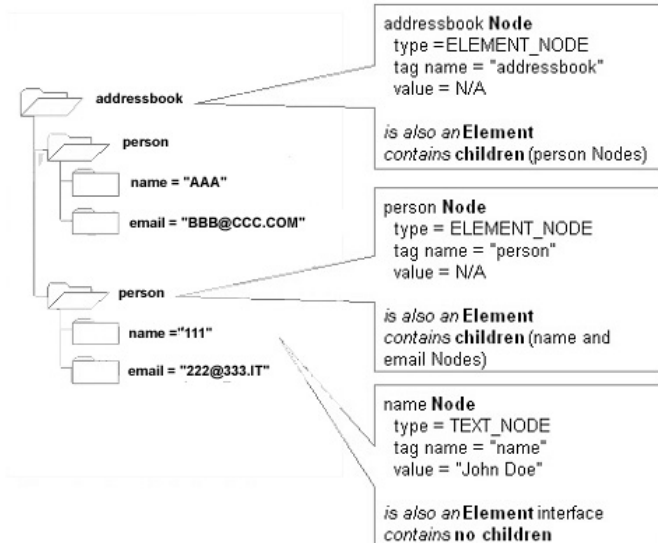 addressbook
person
name = "AAA"
email = "BBB@CCC.COM"
person
name ="111"
email = "222@333.IT"
addressbook Node
type =ELEMENT_NODE
tag name = "addressbook"
value = N/A
is also an Element
contains children (person Nodes)
person Node
type = ELEMENT_NODE
tag name = "person"
value = N/A
is also an Element
contains children (name and
email Nodes)
name Node
type = TEXT_NODE
tag name = "name"
value = "John Doe"
is also an Element interface
contains no children